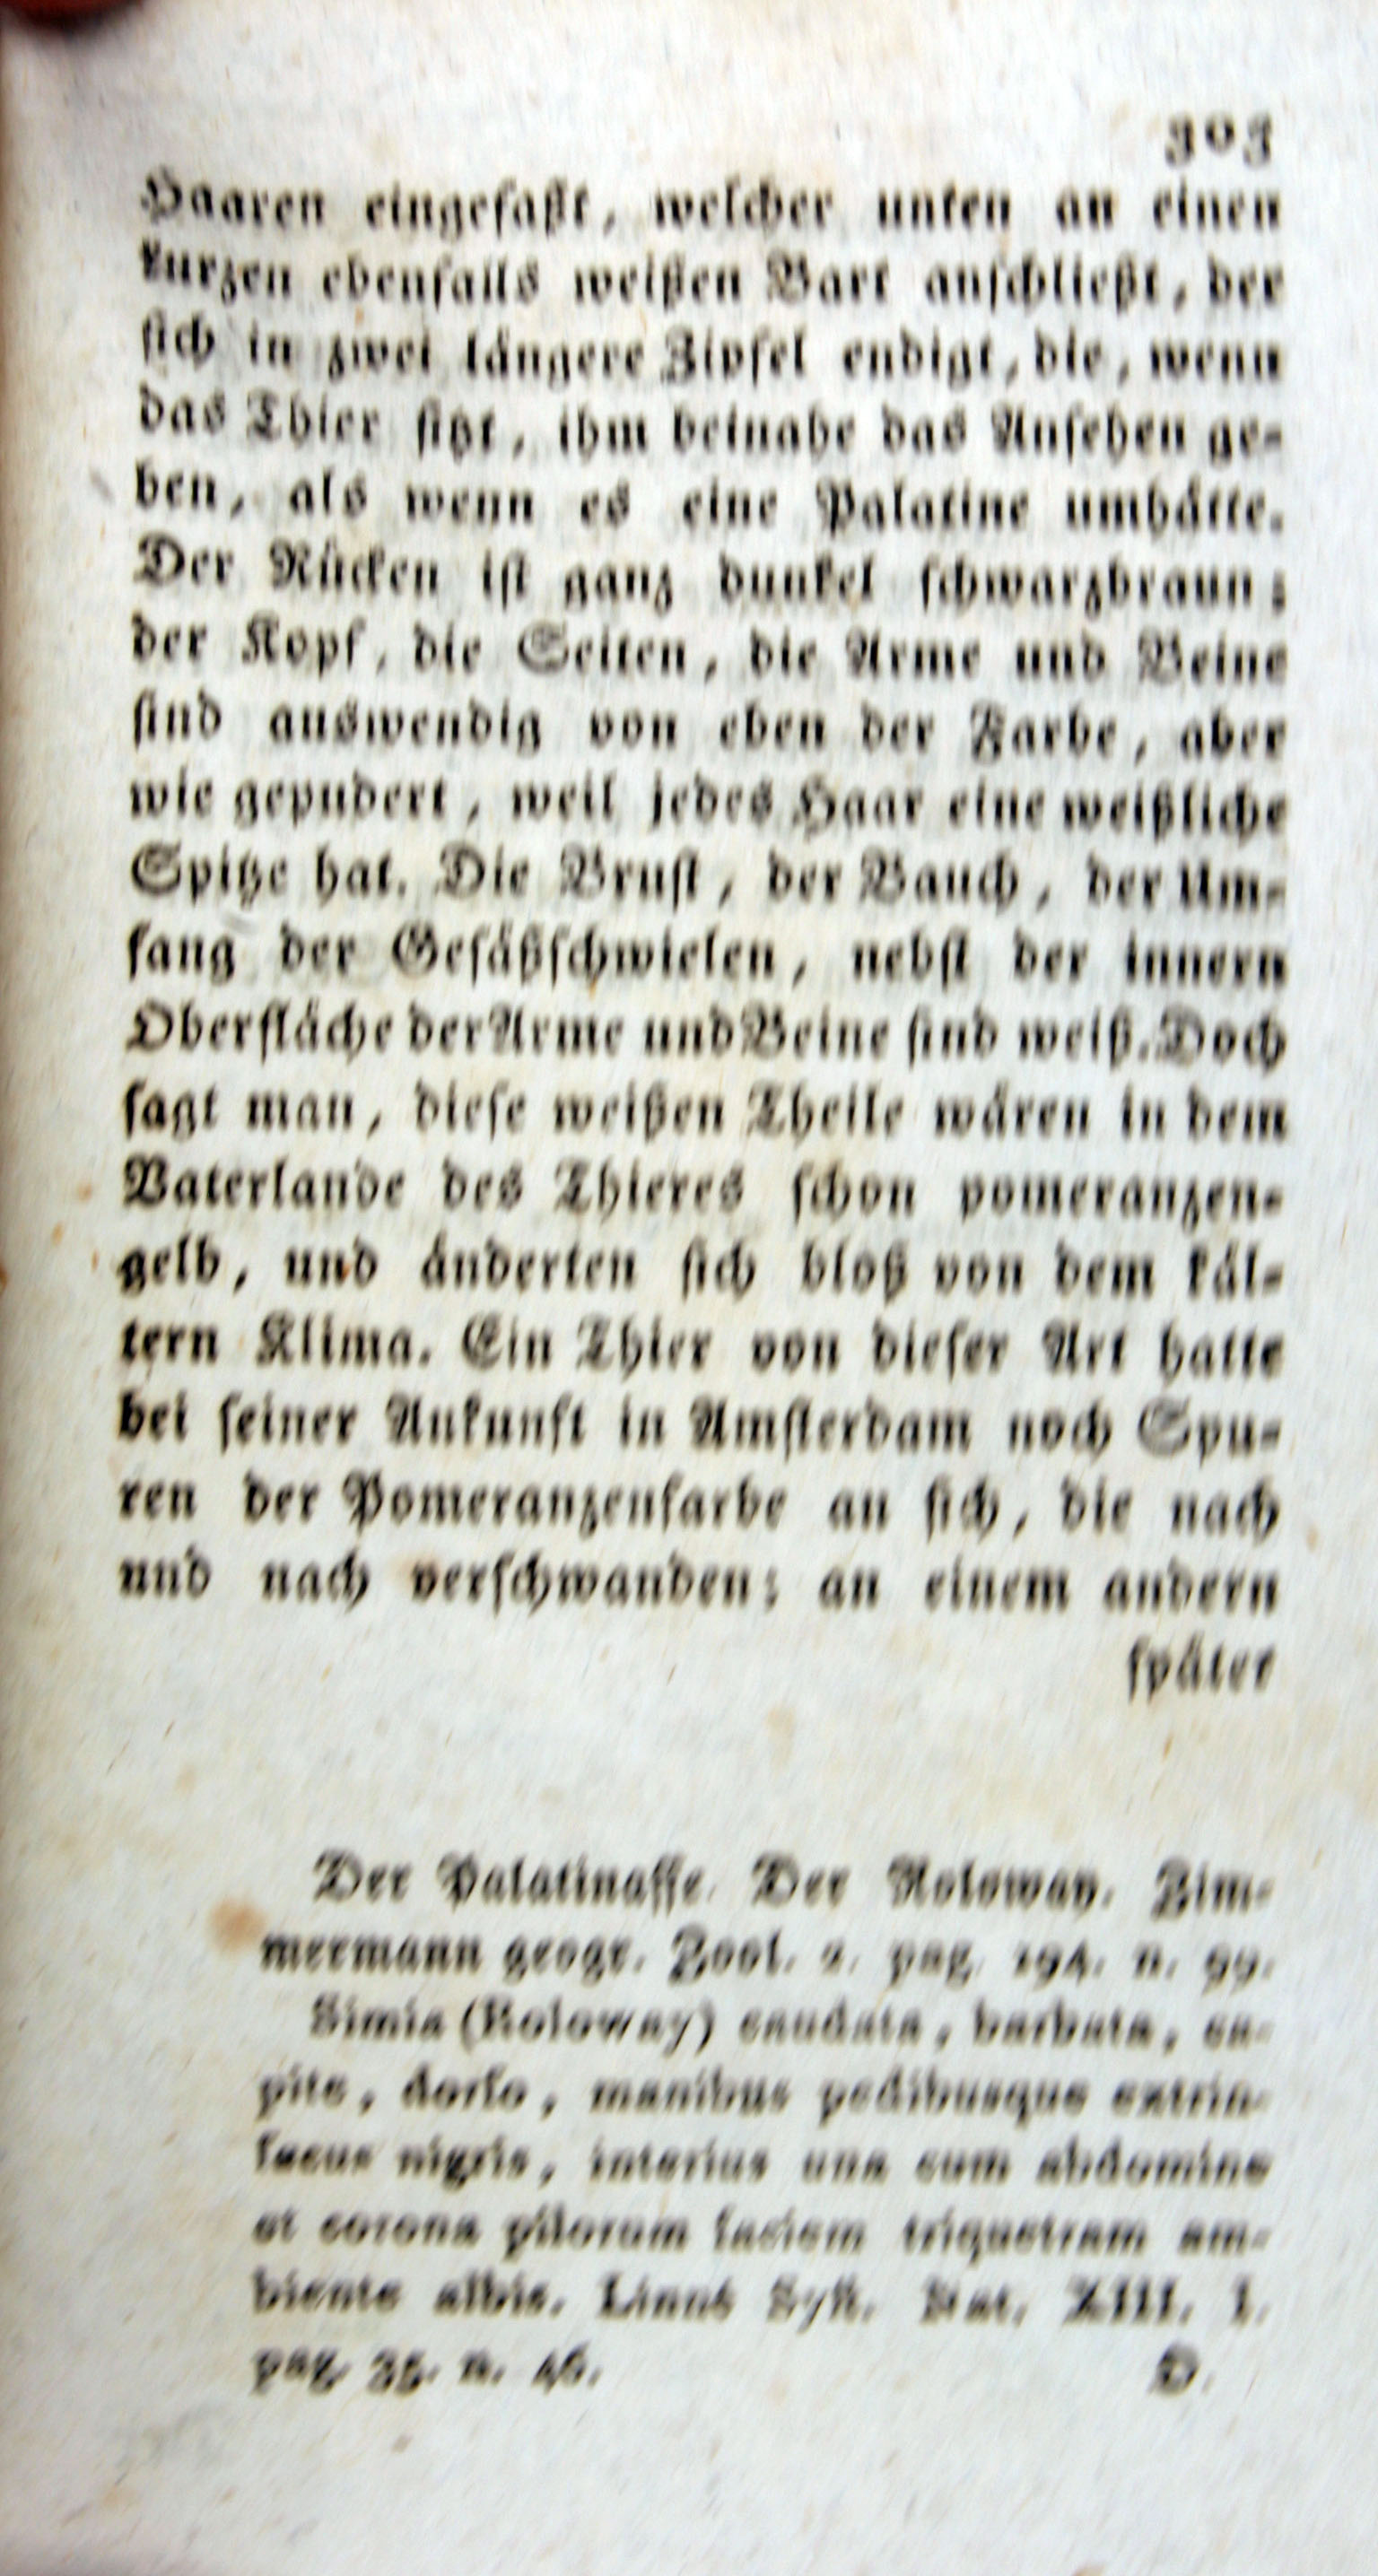 303
Haaren eingefaßt, welcher unten an einen
kurzen ebenfalls weißen Bart anschließt, der
sich in zwei längere Zipfel endigt, die, wenn
das Thier sitzt, ihm beinahe das Ansehen ge-
ben, als wenn es eine Palatine umhätte.
Der Rücken ist ganz dunkel schwarzbraun;
der Kopf, die Seiten, die Arme und Beine
sind auswendig von eben der Farbe, aber
wie gepudert, weil jedes Haar eine weißliche
Spitze hat. Die Brust, der Bauch, der Um-
fang der Gesäßschwielen, nebst der innern
Oberfläche der Arme und Beine sind weiß. Doch
sagt man, diese weißen Theile wären in dem
Vaterlande des Thieres schon pomeranzen-
gelb, und änderten sich bloß von dem käl-
tern Klima. Ein Thier von dieser Art hatte
bei seiner Ankunft in Amsterdam noch Spu-
ren der Pomeranzenfarbe an sich, die nach
und nach verschwanden; an einem andern
später
Der Palatinaffe. Der Roloway. Zim-
mermann geogr. Zool. 2. pag. 194. n. 99.
Simia (Roloway) caudata, barbata, ca-
pite, dorso, manibus pedibusque extrin-
secus nigris, interius una cum abdomine
et corona pilorum faciem triquetram am-
biente albis. Linné Syst. Nat. XIII. 1.
pag. 35. n. 46. O.